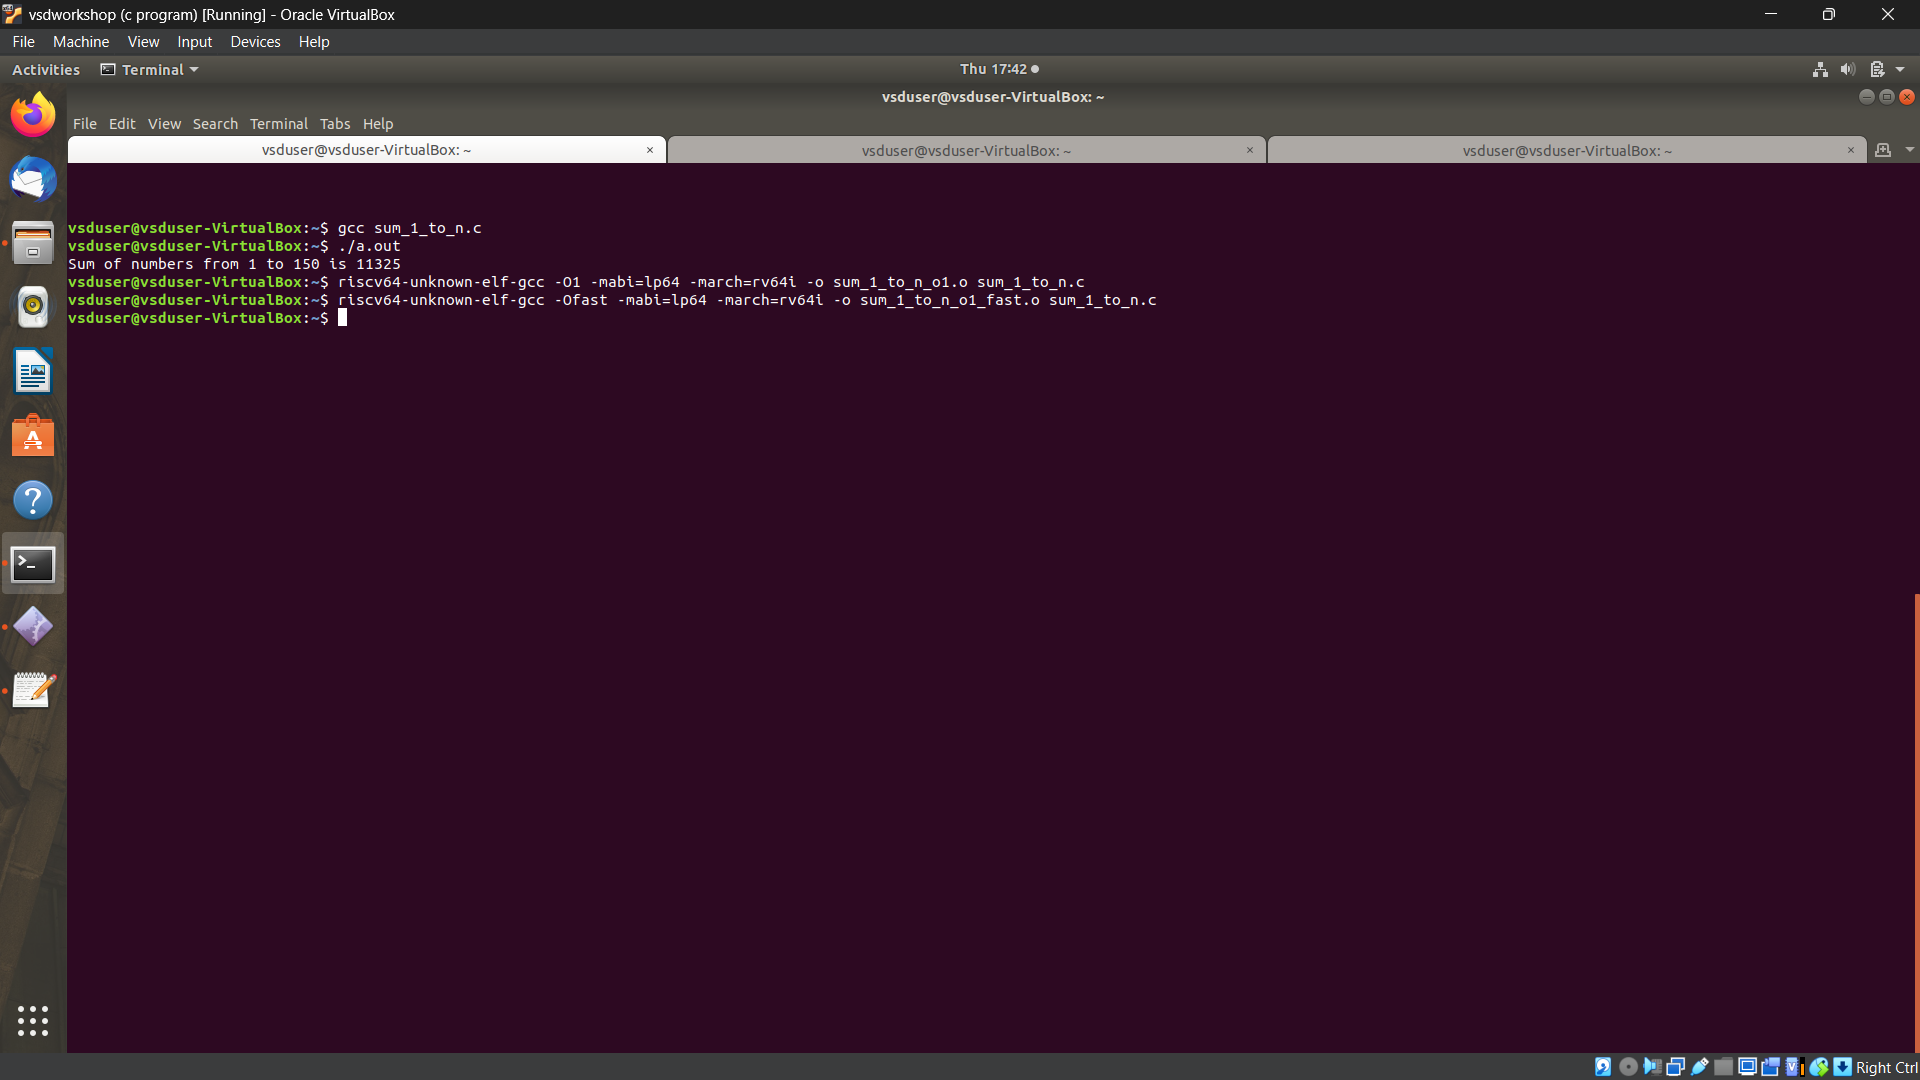 vsdworkshop (c program) [Running] - Oracle VirtualBox
File Machine View Input Devices Help
Activities Terminal Thu 17:42
vsduser@vsduser-VirtualBox: ~
File Edit View Search Terminal Tabs Help
vsduser@vsduser-VirtualBox: ~ × vsduser@vsduser-VirtualBox: ~ × vsduser@vsduser-VirtualBox: ~ ×
vsduser@vsduser-VirtualBox:~$ gcc sum_1_to_n.c
vsduser@vsduser-VirtualBox:~$ ./a.out
Sum of numbers from 1 to 150 is 11325
vsduser@vsduser-VirtualBox:~$ riscv64-unknown-elf-gcc -O1 -mabi=lp64 -march=rv64i -o sum_1_to_n_o1.o sum_1_to_n.c
vsduser@vsduser-VirtualBox:~$ riscv64-unknown-elf-gcc -Ofast -mabi=lp64 -march=rv64i -o sum_1_to_n_o1_fast.o sum_1_to_n.c
vsduser@vsduser-VirtualBox:~$
Right Ctrl